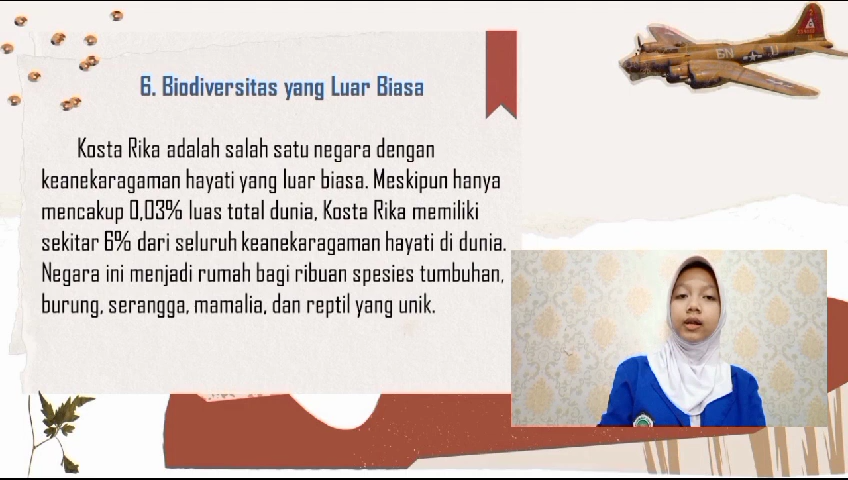 6. Biodiversitas yang Luar Biasa
Kosta Rika adalah salah satu negara dengan
keanekaragaman hayati yang luar biasa. Meskipun hanya
mencakup 0,03% luas total dunia, Kosta Rika memiliki
sekitar 6% dari seluruh keanekaragaman hayati di dunia.
Negara ini menjadi rumah bagi ribuan spesies tumbuhan,
burung, serangga, mamalia, dan reptil yang unik.